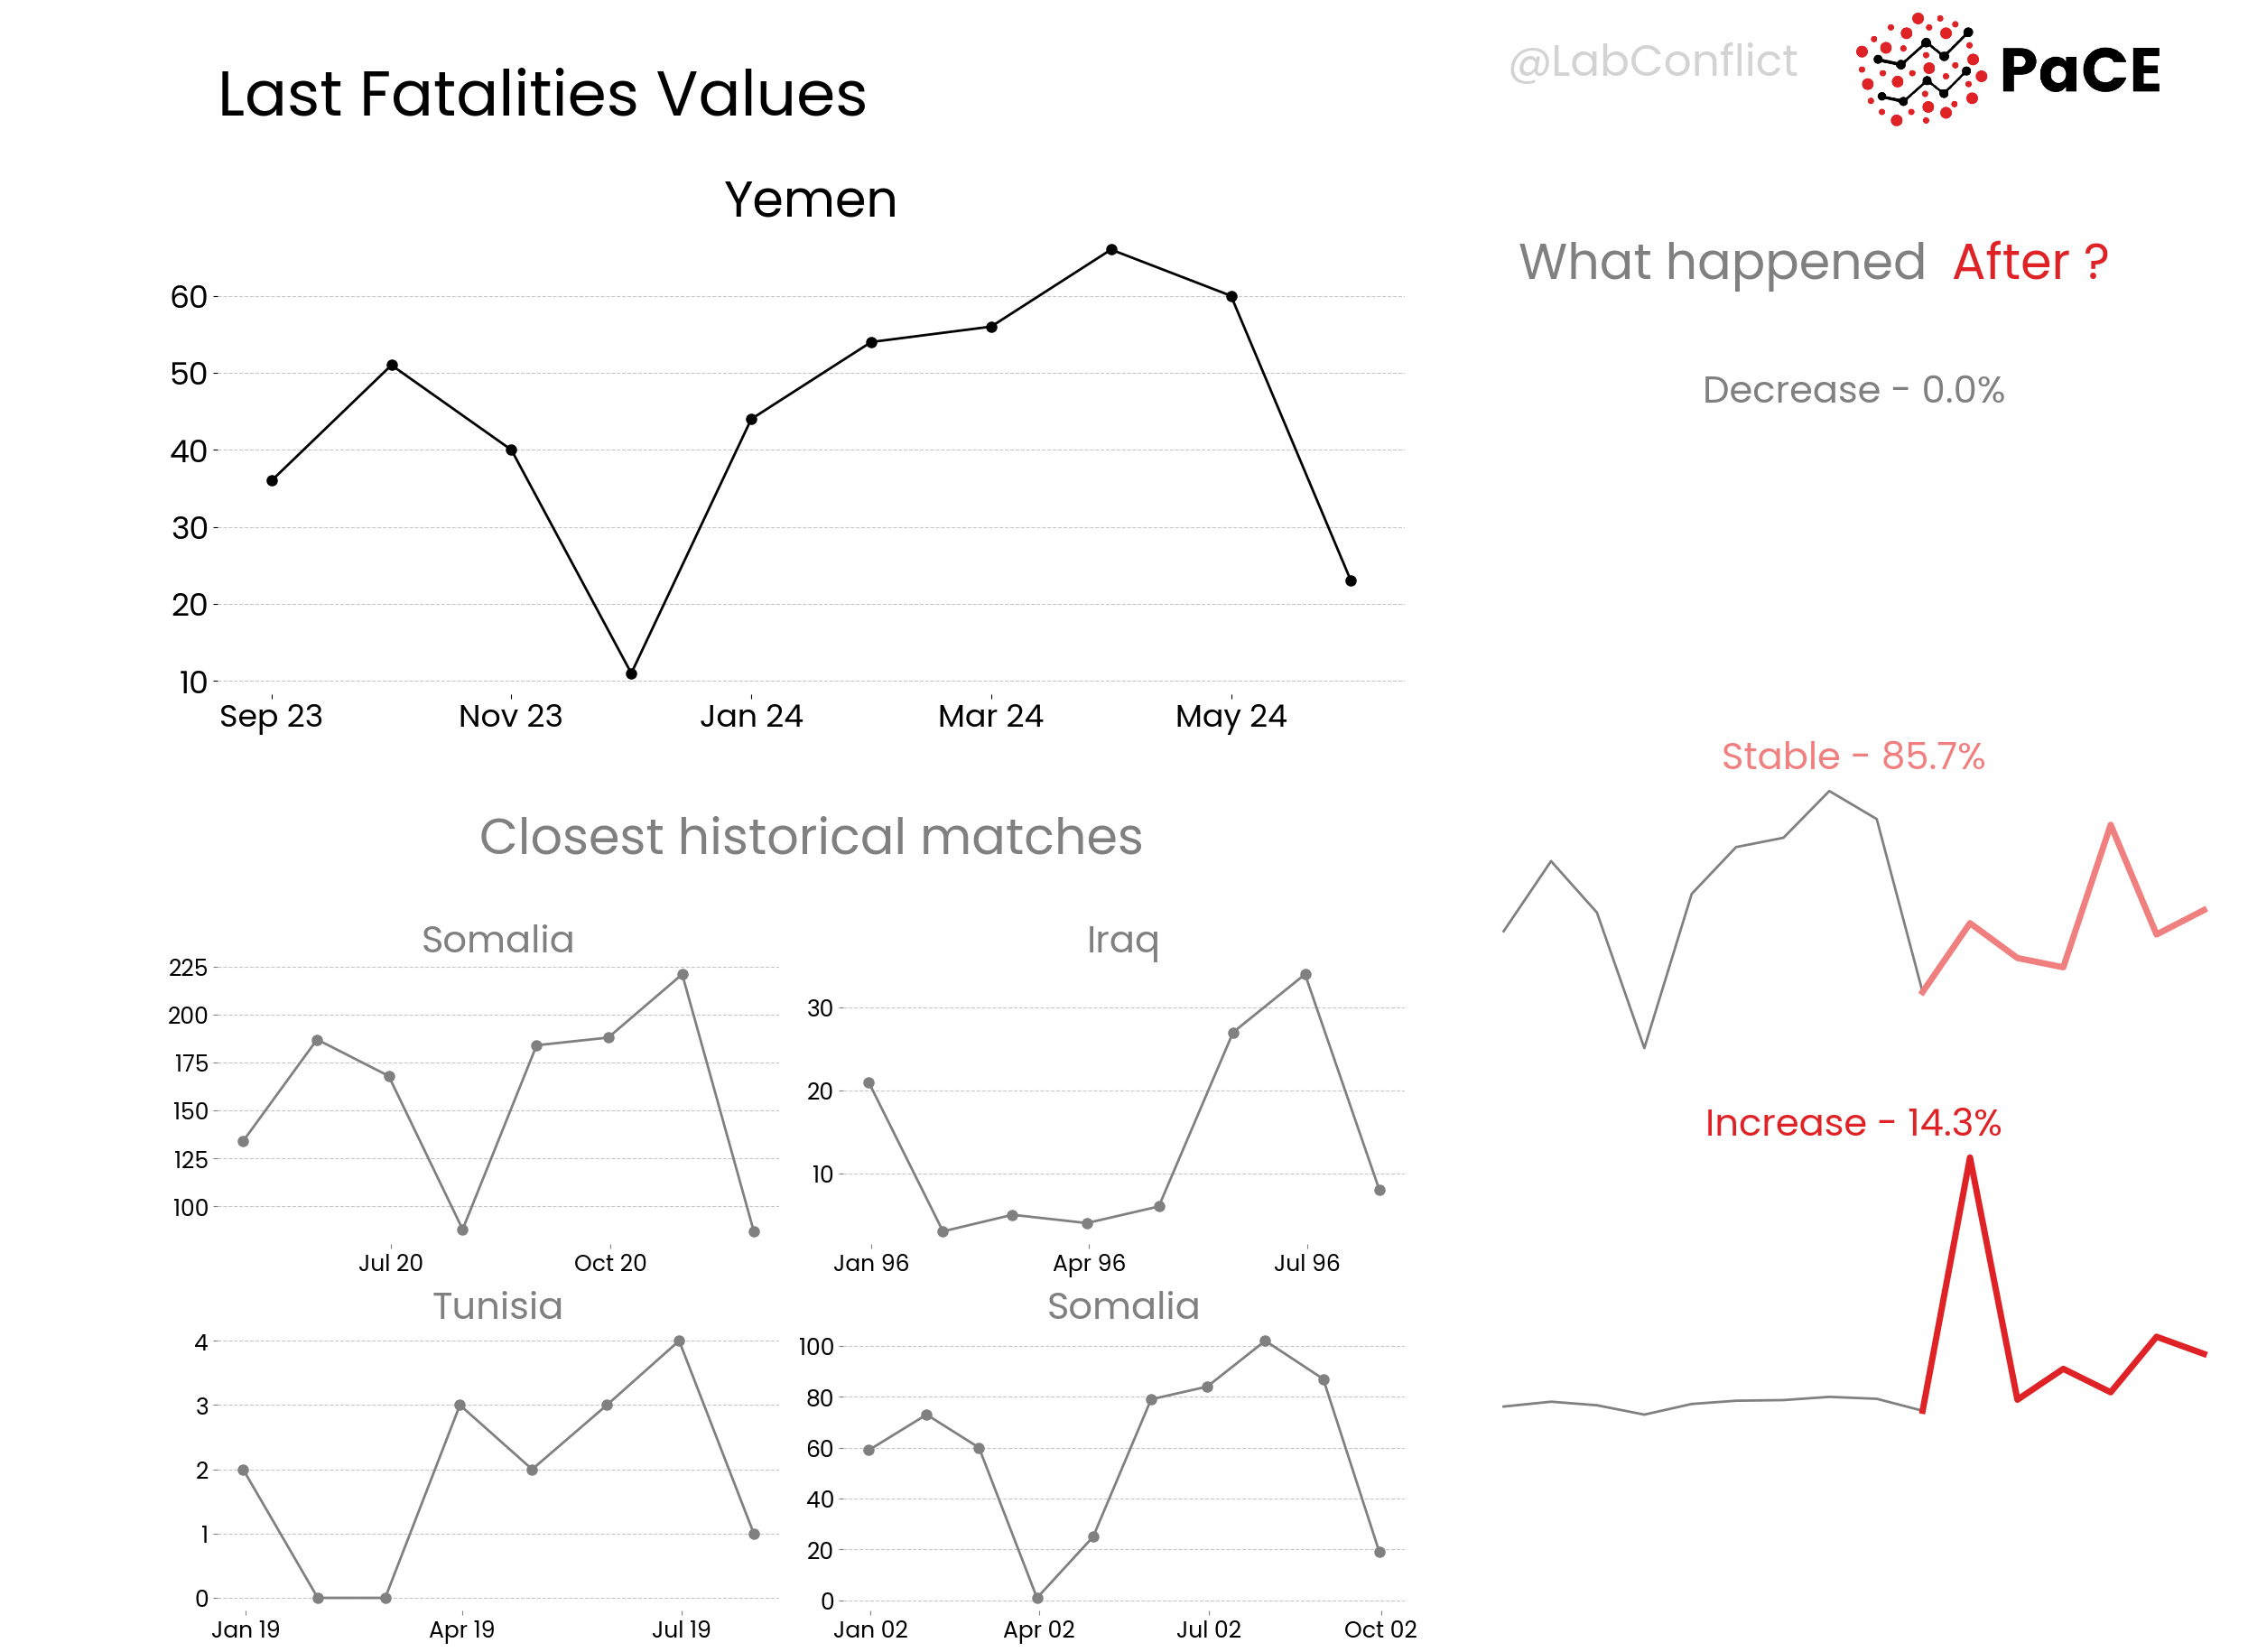 @LabConflict
PaCE
Last Fatalities Values
Yemen
60
50
40
30
20
10
Sep 23 Nov 23 Jan 24 Mar 24 May 24
What happened After ?
Decrease - 0.0%
Stable - 85.7%
Increase - 14.3%
Closest historical matches
Somalia
225
200
175
150
125
100
Jul 20 Oct 20
Iraq
30
20
10
Jan 96 Apr 96 Jul 96
Tunisia
4
3
2
1
0
Jan 19 Apr 19 Jul 19
Somalia
100
80
60
40
20
0
Jan 02 Apr 02 Jul 02 Oct 02